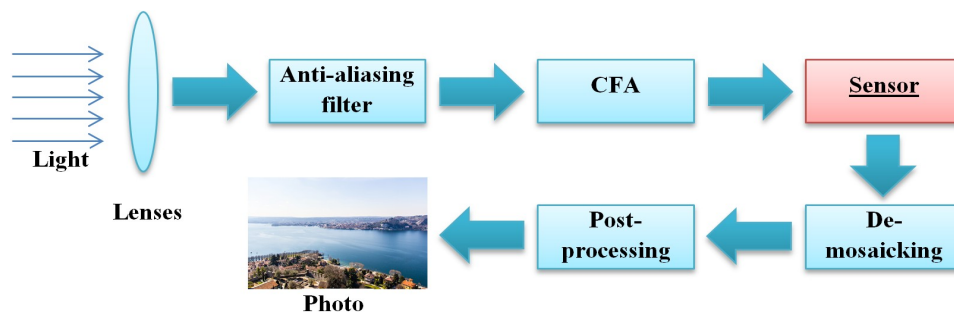 Light
Lenses
Anti-aliasing
filter
CFA
Sensor
De-
mosaicking
Post-
processing
Photo